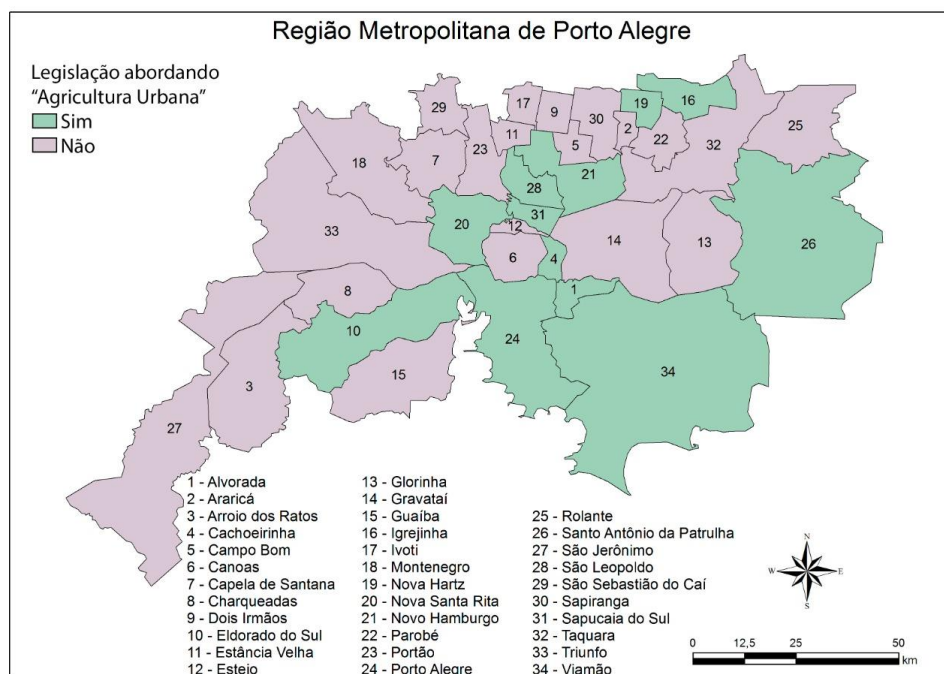 Região Metropolitana de Porto Alegre
Legislação abordando
“Agricultura Urbana”
Sim
Não
29
17
9
30
19
16
2
25
11
5
22
32
18
7
23
21
28
31
20
33
12
14
13
26
6
4
8
1
10
24
34
15
3
27
1 - Alvorada
2 - Araricá
3 - Arroio dos Ratos
4 - Cachoeirinha
5 - Campo Bom
6 - Canoas
7 - Capela de Santana
8 - Charqueadas
9 - Dois Irmãos
10 - Eldorado do Sul
11 - Estância Velha
12 - Esteio
13 - Glorinha
14 - Gravataí
15 - Guaíba
16 - Igrejinha
17 - Ivoti
18 - Montenegro
19 - Nova Hartz
20 - Nova Santa Rita
21 - Novo Hamburgo
22 - Parobé
23 - Portão
24 - Porto Alegre
25 - Rolante
26 - Santo Antônio da Patrulha
27 - São Jerônimo
28 - São Leopoldo
29 - São Sebastião do Caí
30 - Sapiranga
31 - Sapucaia do Sul
32 - Taquara
33 - Triunfo
34 - Viamão
N
W E
S
0 12,5 25 50
km